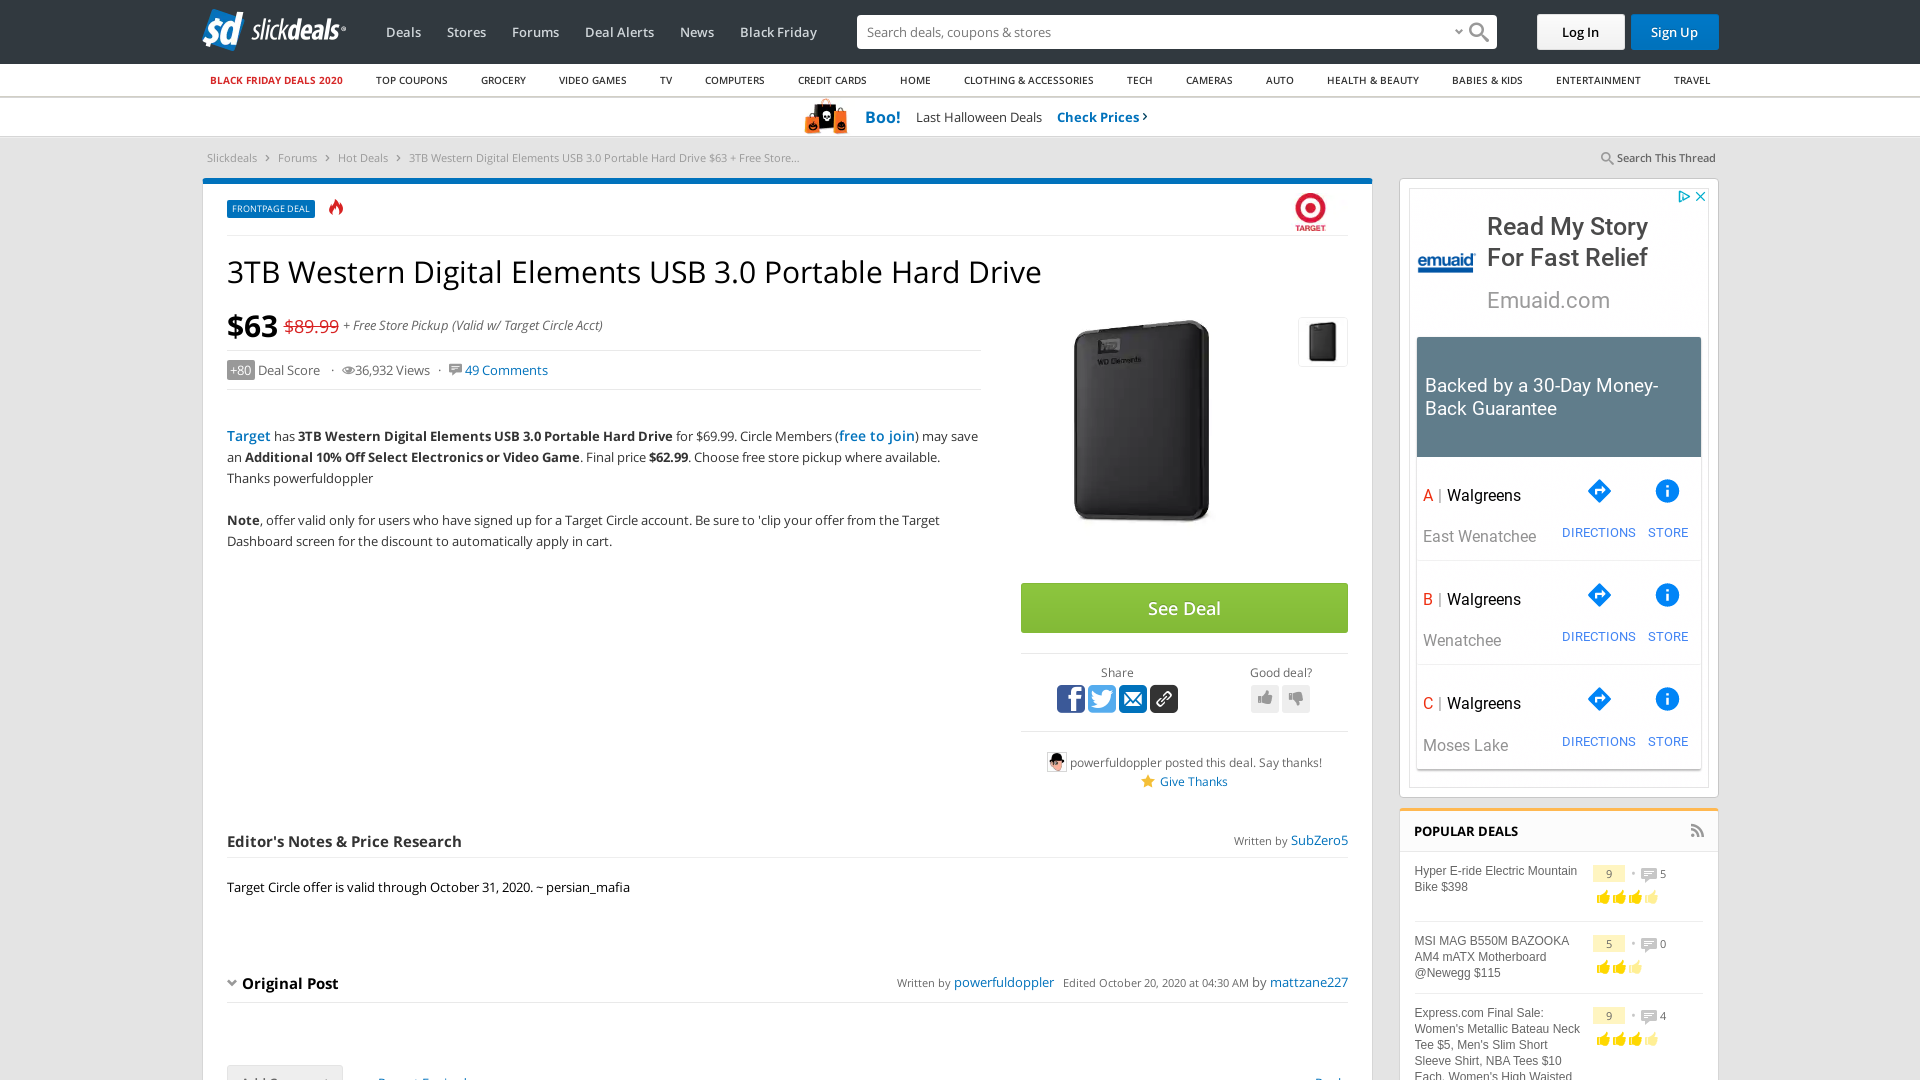 sd slickdeals
Deals Stores Forums Deal Alerts News Black Friday
Search deals, coupons & stores
Log In Sign Up
BLACK FRIDAY DEALS 2020 TOP COUPONS GROCERY VIDEO GAMES TV COMPUTERS CREDIT CARDS HOME CLOTHING & ACCESSORIES TECH CAMERAS AUTO HEALTH & BEAUTY BABIES & KIDS ENTERTAINMENT TRAVEL
Boo! Last Halloween Deals Check Prices
Slickdeals Forums Hot Deals 3TB Western Digital Elements USB 3.0 Portable Hard Drive $63 + Free Store...
Search This Thread
FRONTPAGE DEAL
TARGET
3TB Western Digital Elements USB 3.0 Portable Hard Drive
$63 $89.99 + Free Store Pickup (Valid w/ Target Circle Acct)
+80 Deal Score · 36,932 Views · 49 Comments
Target has 3TB Western Digital Elements USB 3.0 Portable Hard Drive for $69.99. Circle Members (free to join) may save
an Additional 10% Off Select Electronics or Video Game. Final price $62.99. Choose free store pickup where available.
Thanks powerfuldoppler
Note, offer valid only for users who have signed up for a Target Circle account. Be sure to 'clip your offer from the Target
Dashboard screen for the discount to automatically apply in cart.
WD Elements
See Deal
Share
Good deal?
powerfuldoppler posted this deal. Say thanks!
Give Thanks
Editor's Notes & Price Research
Written by SubZero5
Target Circle offer is valid through October 31, 2020. ~ persian_mafia
Original Post
Written by powerfuldoppler Edited October 20, 2020 at 04:30 AM by mattzane227
Read My Story
For Fast Relief
emuaid
Emuaid.com
Backed by a 30-Day Money-
Back Guarantee
A | Walgreens
East Wenatchee
DIRECTIONS STORE
B | Walgreens
Wenatchee
DIRECTIONS STORE
C | Walgreens
Moses Lake
DIRECTIONS STORE
POPULAR DEALS
Hyper E-ride Electric Mountain
Bike $398
9 · 5
MSI MAG B550M BAZOOKA
AM4 mATX Motherboard
@Newegg $115
5 · 0
Express.com Final Sale:
Women's Metallic Bateau Neck
Tee $5, Men's Slim Short
Sleeve Shirt, NBA Tees $10
Each, Women's High Waisted
9 · 4